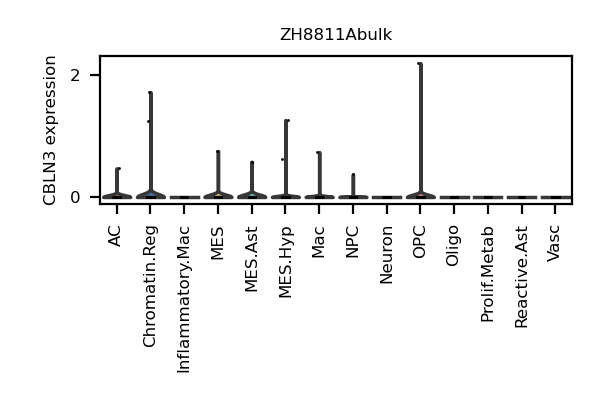 ZH8811Abulk
CBLN3 expression
2
0
AC
Chromatin.Reg
Inflammatory.Mac
MES
MES.Ast
MES.Hyp
Mac
NPC
Neuron
OPC
Oligo
Prolif.Metab
Reactive.Ast
Vasc